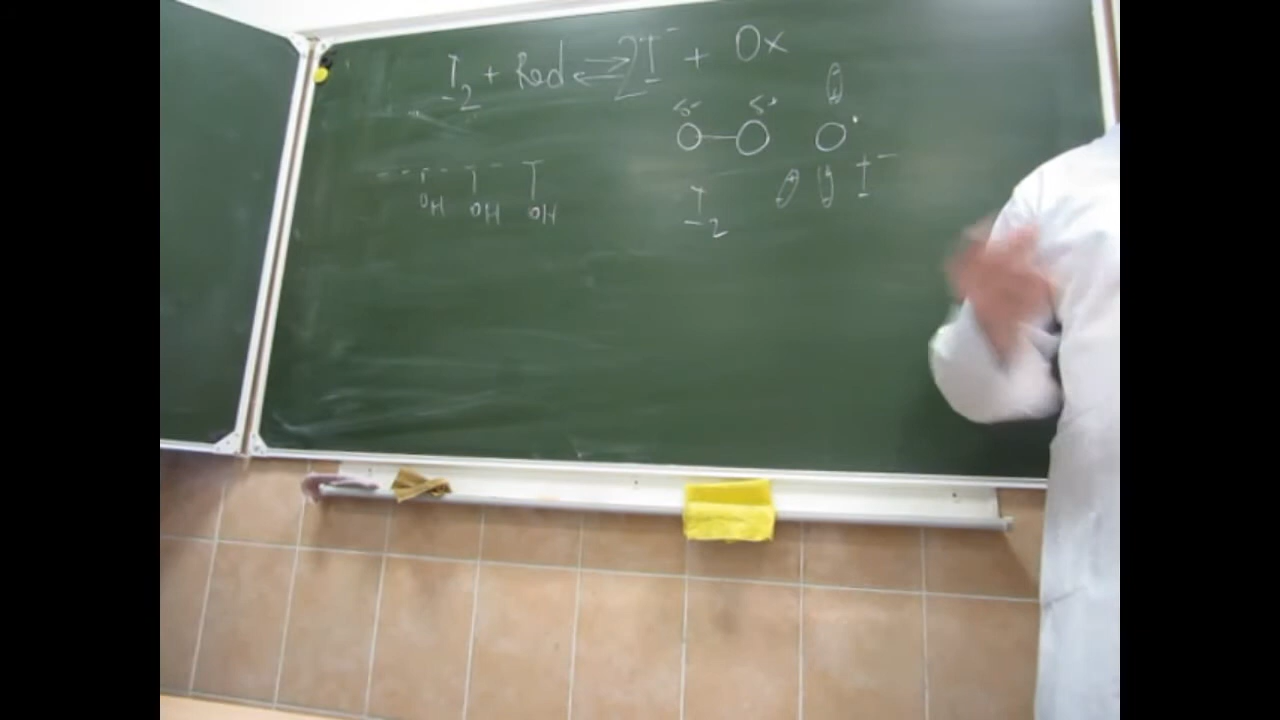 I₂ + Red ⇌ 2I⁻ + Ox
δ⁻ δ⁺
I⁻
OH OH OH
I₂